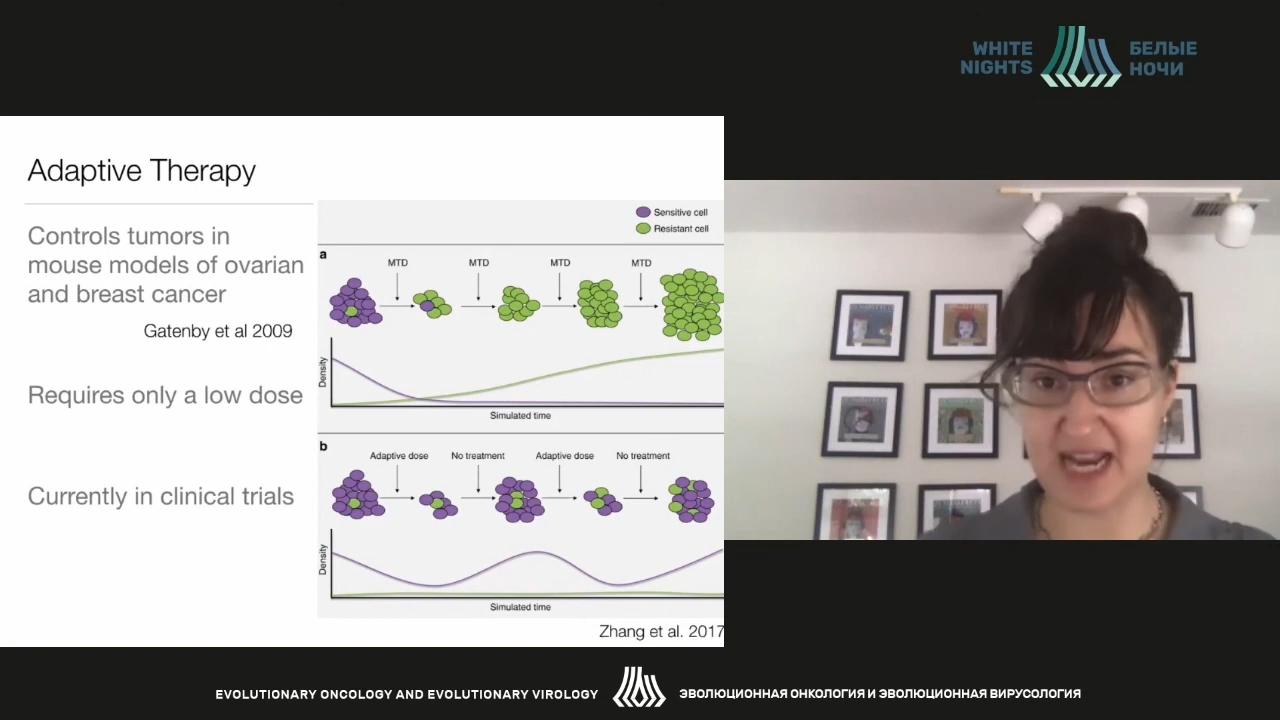 WHITE
NIGHTS
БЕЛЫЕ
НОЧИ
Adaptive Therapy
Controls tumors in
mouse models of ovarian
and breast cancer
Gatenby et al 2009
Requires only a low dose
Currently in clinical trials
Sensitive cell
Resistant cell
a
MTD MTD MTD MTD
Density
Simulated time
b
Adaptive dose No treatment Adaptive dose No treatment
Density
Simulated time
Zhang et al. 2017
EVOLUTIONARY ONCOLOGY AND EVOLUTIONARY VIROLOGY
ЭВОЛЮЦИОННАЯ ОНКОЛОГИЯ И ЭВОЛЮЦИОННАЯ ВИРУСОЛОГИЯ